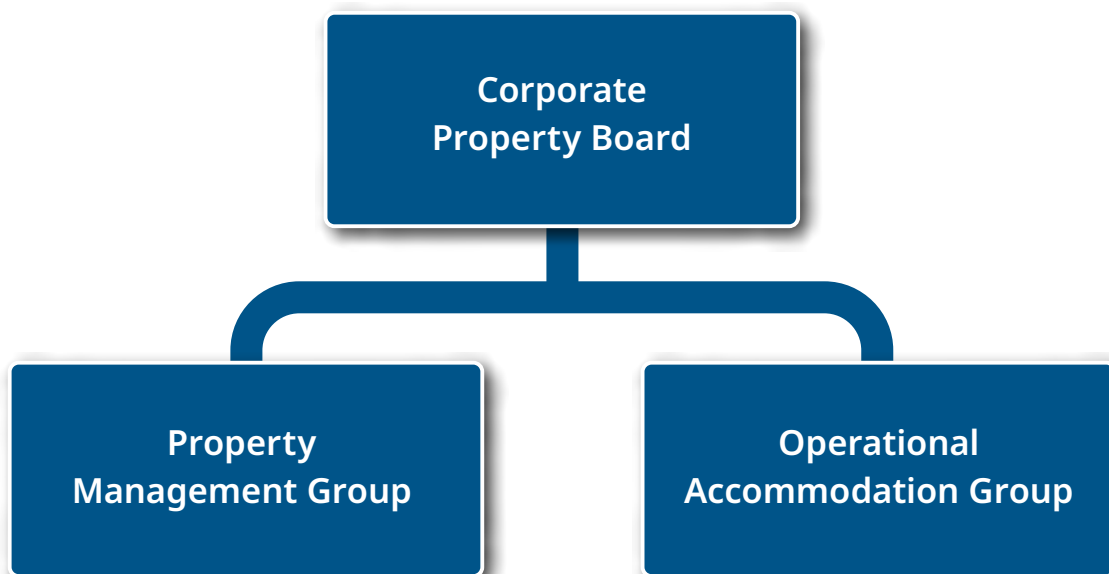 Corporate
Property Board
Property
Management Group
Operational
Accommodation Group